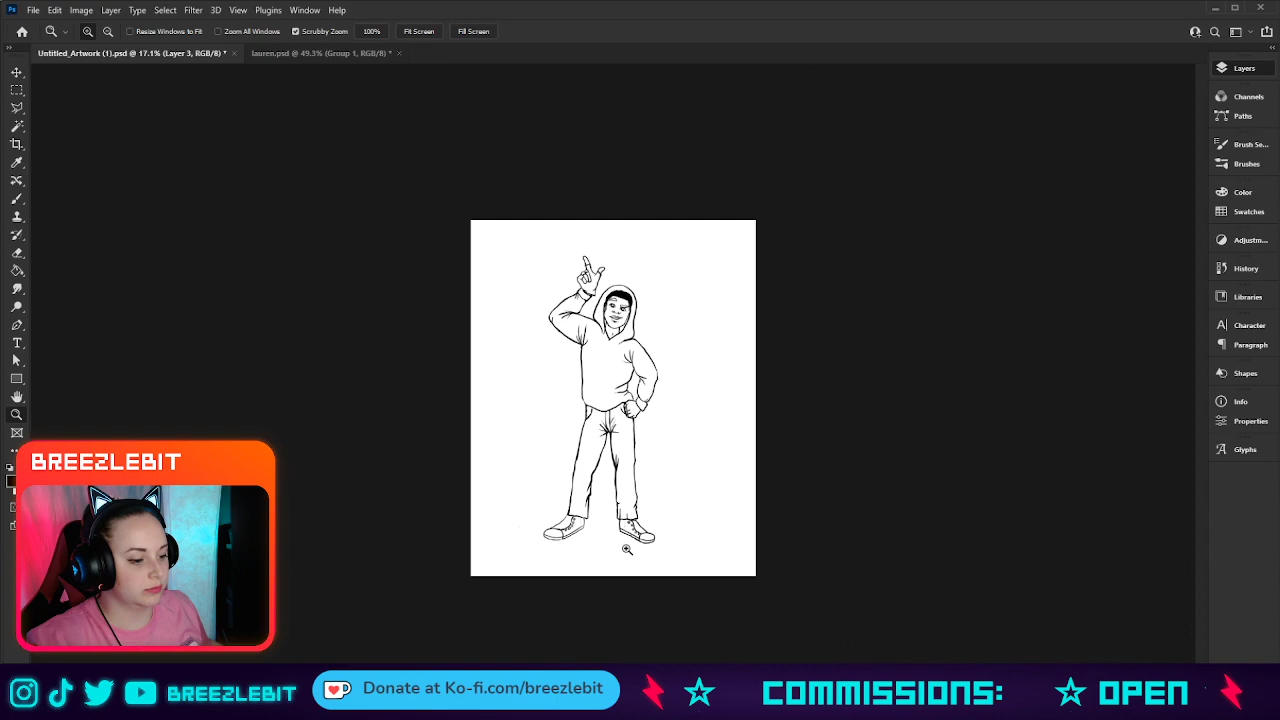 Ps File Edit Image Layer Type Select Filter 3D View Plugins Window Help
Resize Windows to Fit Zoom All Windows Scrubby Zoom 100% Fit Screen Fill Screen
Untitled_Artwork (1).psd @ 17.1% (Layer 3, RGB/8) * × lauren.psd @ 49.3% (Group 1, RGB/8) * ×
Layers
Channels
Paths
Brush Se...
Brushes
Color
Swatches
Adjustm...
History
Libraries
Character
Paragraph
Shapes
Info
Properties
Glyphs
BREEZLEBIT
BREEZLEBIT Donate at Ko-fi.com/breezlebit COMMISSIONS: OPEN